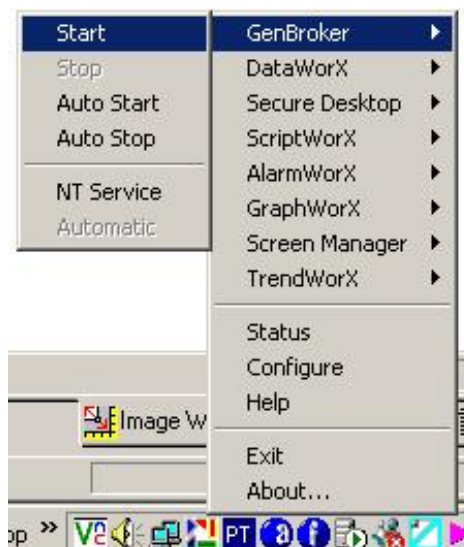 Start
Stop
Auto Start
Auto Stop
NT Service
Automatic
GenBroker
DataWorX
Secure Desktop
ScriptWorX
AlarmWorX
GraphWorX
Screen Manager
TrendWorX
Status
Configure
Help
Exit
About...
Image W
op »
PT